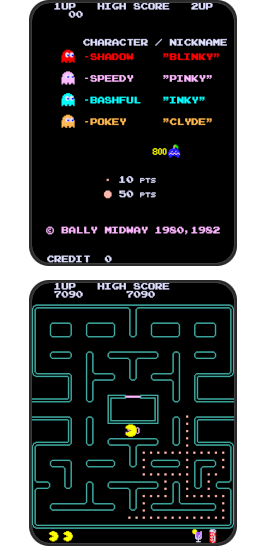 1UP HIGH SCORE 2UP
00
CHARACTER / NICKNAME
-SHADOW "BLINKY"
-SPEEDY "PINKY"
-BASHFUL "INKY"
-POKEY "CLYDE"
800
10 PTS
50 PTS
© BALLY MIDWAY 1980,1982
CREDIT 0
1UP HIGH SCORE
7090 7090